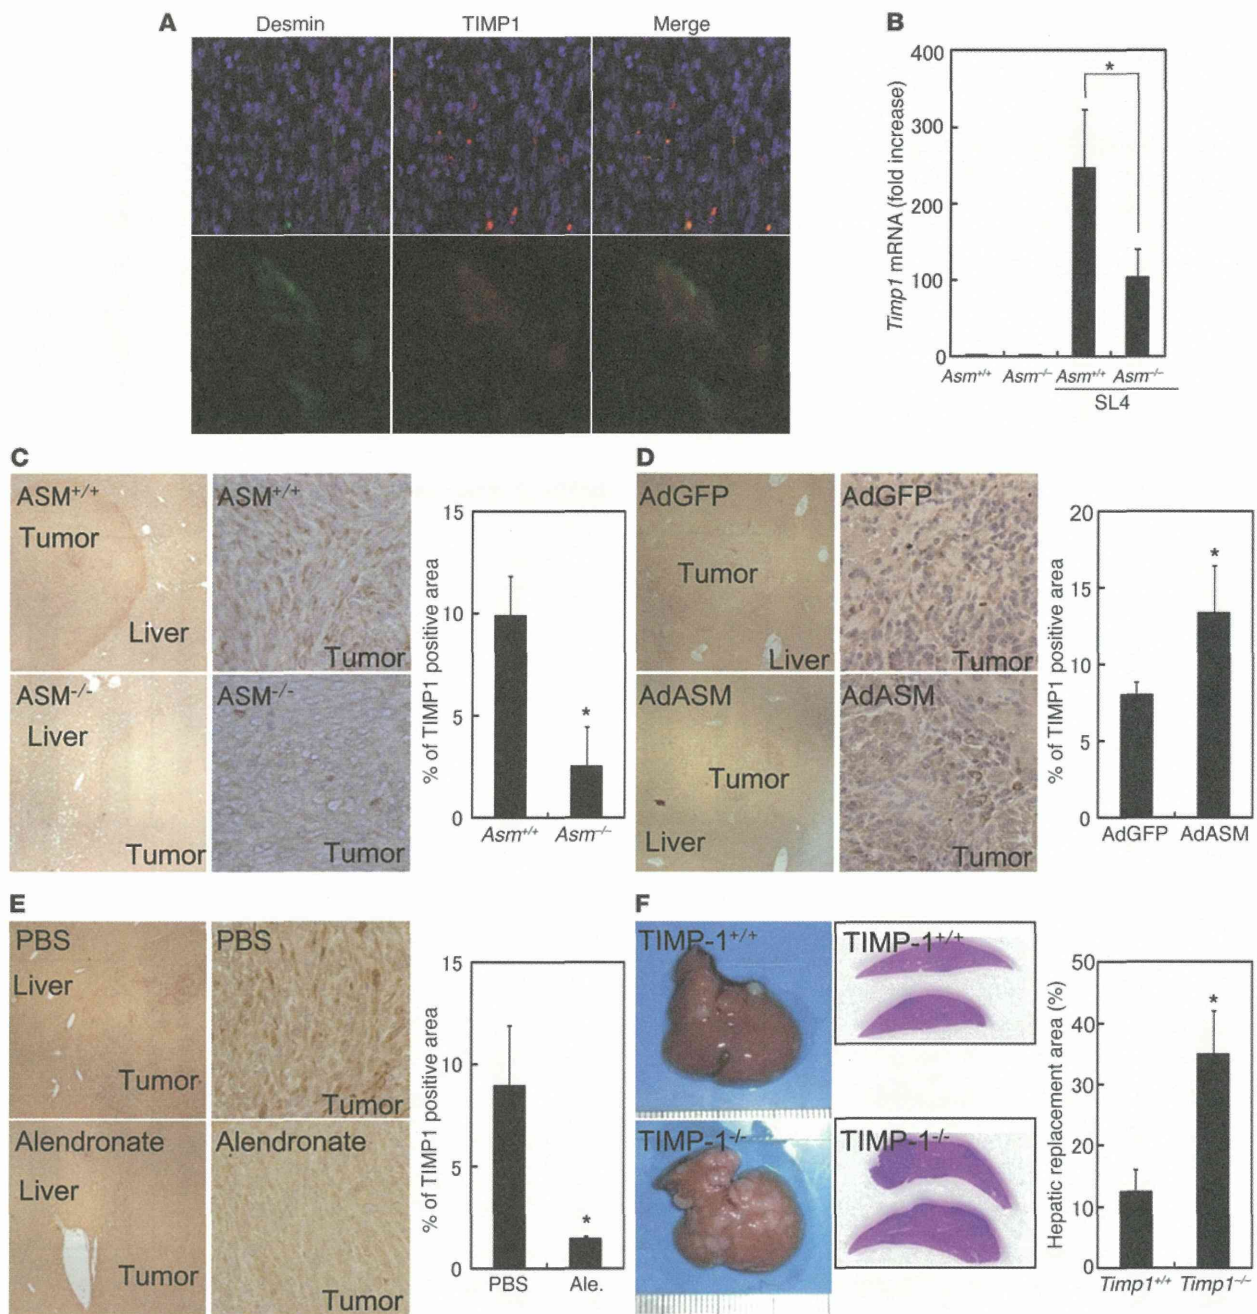 A
Desmin
TIMP1
Merge
B
Timp1 mRNA (fold increase)
400
300
200
100
0
*
Asm+/+
Asm−/−
Asm+/+
Asm−/−
SL4
C
ASM+/+
Tumor
Liver
ASM+/+
Tumor
ASM-/-
Liver
Tumor
ASM-/-
Tumor
% of TIMP1 positive area
15
10
5
0
*
Asm+/+
Asm−/−
D
AdGFP
Tumor
Liver
AdGFP
Tumor
AdASM
Tumor
Liver
AdASM
Tumor
% of TIMP1 positive area
20
15
10
5
0
*
AdGFP
AdASM
E
PBS
Liver
Tumor
PBS
Tumor
Alendronate
Liver
Tumor
Alendronate
Tumor
% of TIMP1 positive area
15
10
5
0
*
PBS
Ale.
F
TIMP-1+/+
TIMP-1+/+
TIMP-1-/-
TIMP-1-/-
Hepatic replacement area (%)
50
40
30
20
10
0
*
Timp1+/+
Timp1−/−